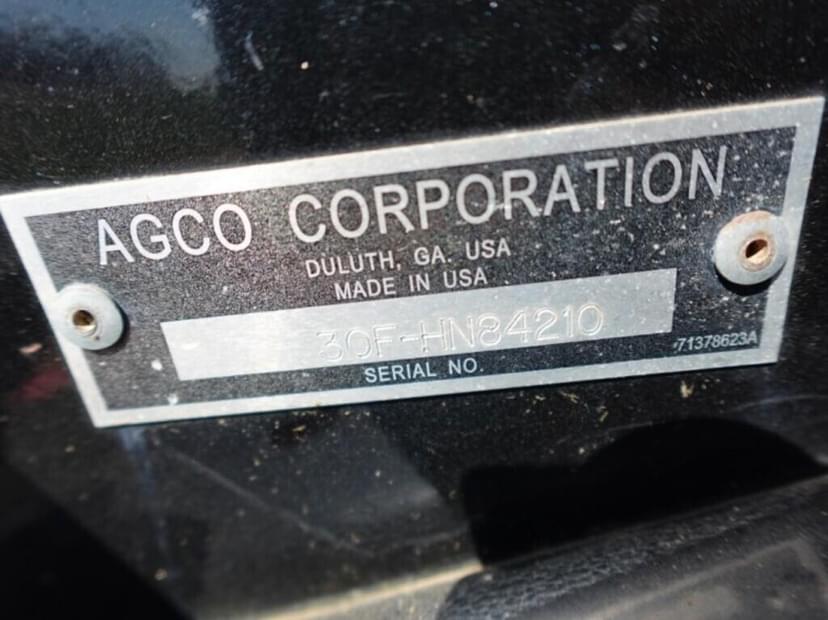 AGCO CORPORATION
DULUTH, GA. USA
MADE IN USA
30F-HN84210
71378623A
SERIAL NO.